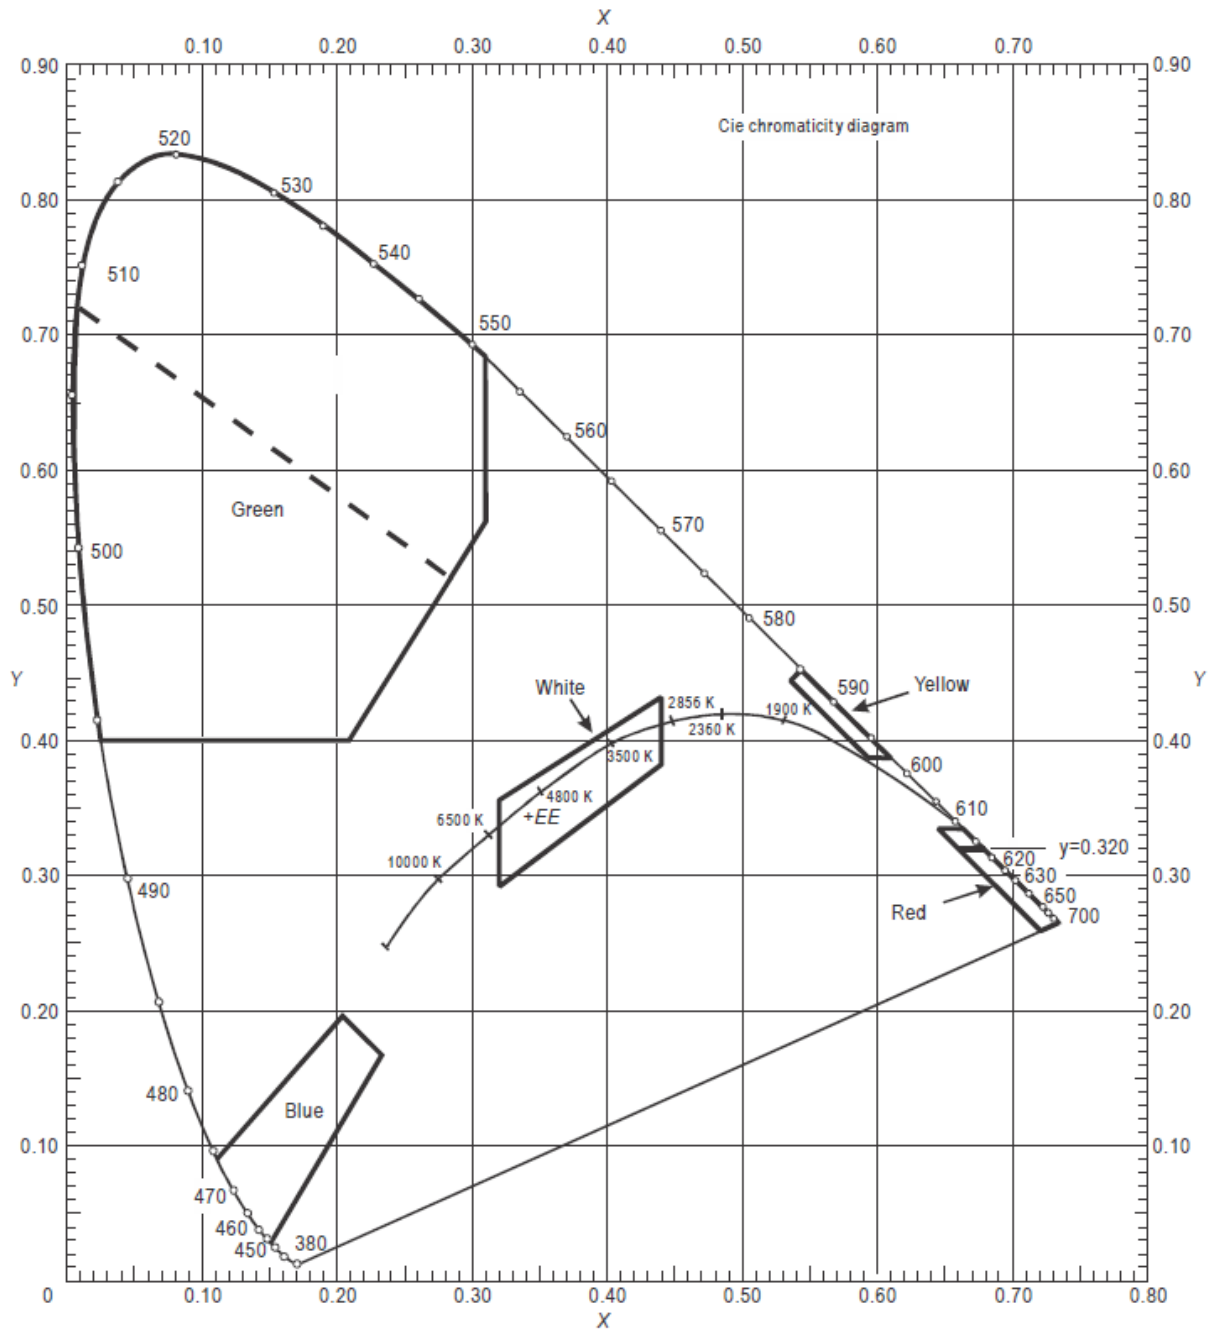 X
0.10 0.20 0.30 0.40 0.50 0.60 0.70
0.90 0.90
Cie chromaticity diagram
520
530
0.80 0.80
540
510
550
0.70 0.70
560
0.60 0.60
Green
570
500
0.50 0.50
580
Y Y
White
590
Yellow
2856 K
1900 K
2360 K
0.40 0.40
3500 K
600
4800 K
610
6500 K
+EE
y=0.320
10000 K
620
0.30 0.30
630
490
650
Red
700
0.20 0.20
480
Blue
0.10 0.10
470
460
450
380
0 0.10 0.20 0.30 0.40 0.50 0.60 0.70 0.80
X